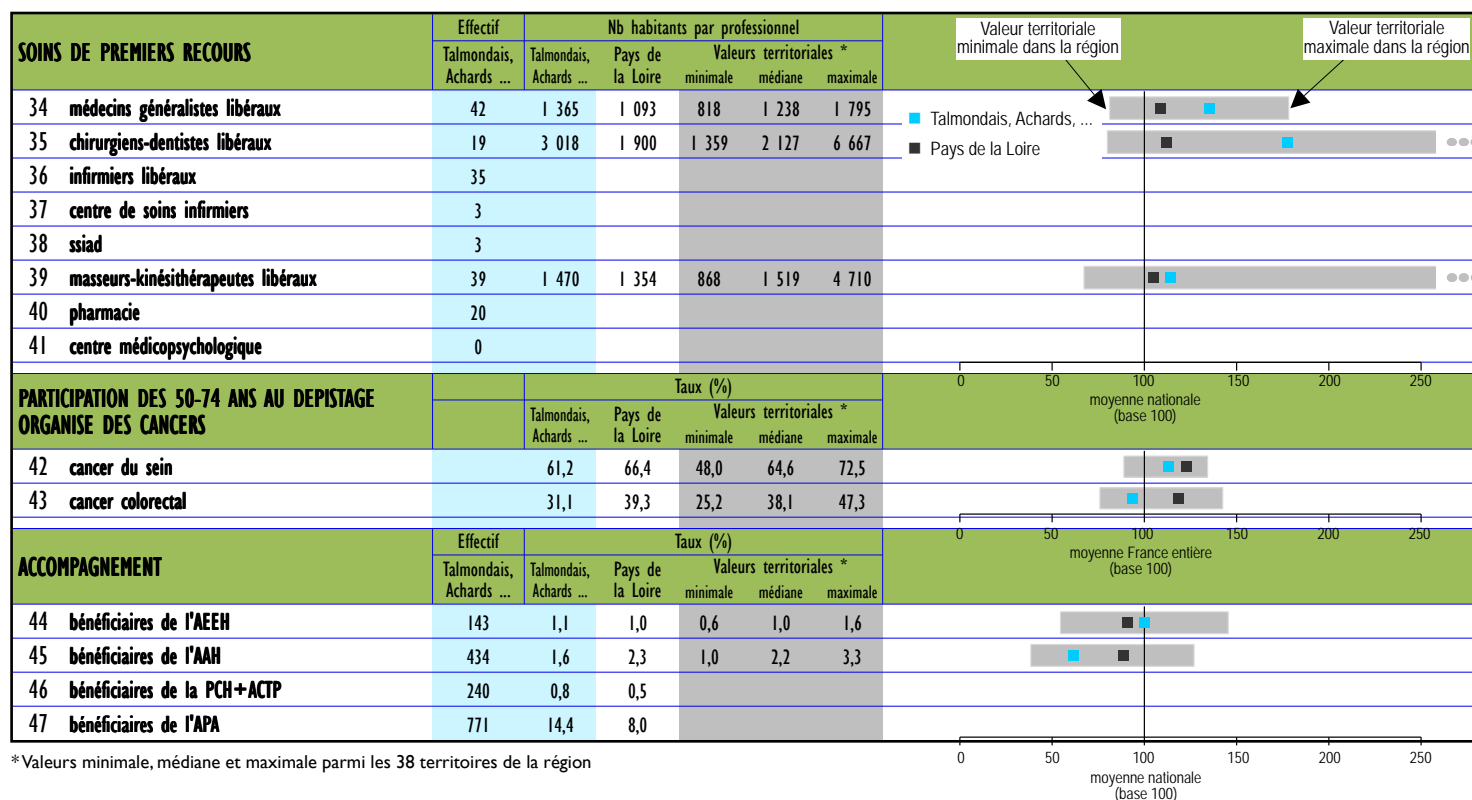 SOINS DE PREMIERS RECOURS
Effectif
Nb habitants par professionnel
Talmondais, Achards ...
Talmondais, Achards ...
Pays de la Loire
Valeurs territoriales *
minimale médiane maximale
Valeur territoriale minimale dans la région
Valeur territoriale maximale dans la région
34 médecins généralistes libéraux 42 1 365 1 093 818 1 238 1 795
35 chirurgiens-dentistes libéraux 19 3 018 1 900 1 359 2 127 6 667
36 infirmiers libéraux 35
37 centre de soins infirmiers 3
38 ssiad 3
39 masseurs-kinésithérapeutes libéraux 39 1 470 1 354 868 1 519 4 710
40 pharmacie 20
41 centre médicopsychologique 0
Talmondais, Achards, ...
Pays de la Loire
0 50 100 150 200 250
moyenne nationale
(base 100)
PARTICIPATION DES 50-74 ANS AU DEPISTAGE
ORGANISE DES CANCERS
Taux (%)
Talmondais, Achards ...
Pays de la Loire
Valeurs territoriales *
minimale médiane maximale
42 cancer du sein 61,2 66,4 48,0 64,6 72,5
43 cancer colorectal 31,1 39,3 25,2 38,1 47,3
0 50 100 150 200 250
moyenne France entière
(base 100)
ACCOMPAGNEMENT
Effectif
Taux (%)
Talmondais, Achards ...
Talmondais, Achards ...
Pays de la Loire
Valeurs territoriales *
minimale médiane maximale
44 bénéficiaires de l'AEEH 143 1,1 1,0 0,6 1,0 1,6
45 bénéficiaires de l'AAH 434 1,6 2,3 1,0 2,2 3,3
46 bénéficiaires de la PCH+ACTP 240 0,8 0,5
47 bénéficiaires de l'APA 771 14,4 8,0
0 50 100 150 200 250
moyenne nationale
(base 100)
* Valeurs minimale, médiane et maximale parmi les 38 territoires de la région